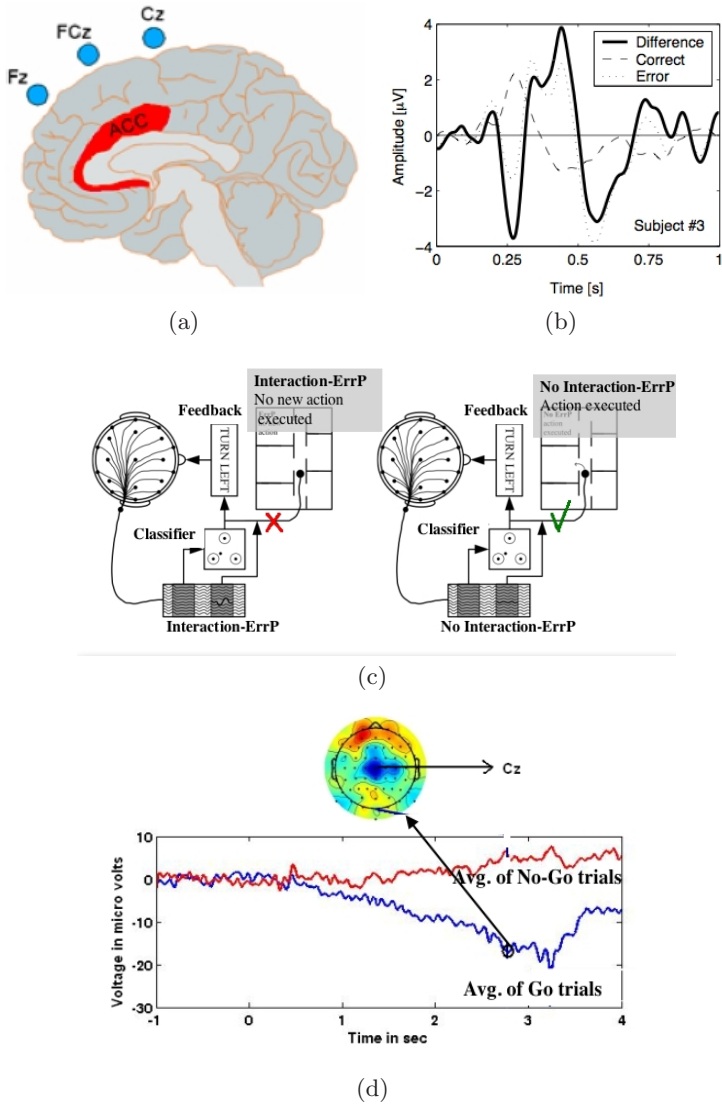 Fz
FCz
Cz
ACC
(a)
Amplitude [μV]
4
2
0
−2
−4
Difference
Correct
Error
Subject #3
0
0.25
0.5
0.75
1
Time [s]
(b)
Interaction-ErrP
No new action
executed
Feedback
TURN LEFT
Classifier
Interaction-ErrP
No Interaction-ErrP
Action executed
No ErrP
action
executed
Feedback
TURN LEFT
Classifier
No Interaction-ErrP
(c)
Cz
Voltage in micro volts
10
0
-10
-20
-30
Avg. of No-Go trials
Avg. of Go trials
-1
0
1
2
3
4
Time in sec
(d)